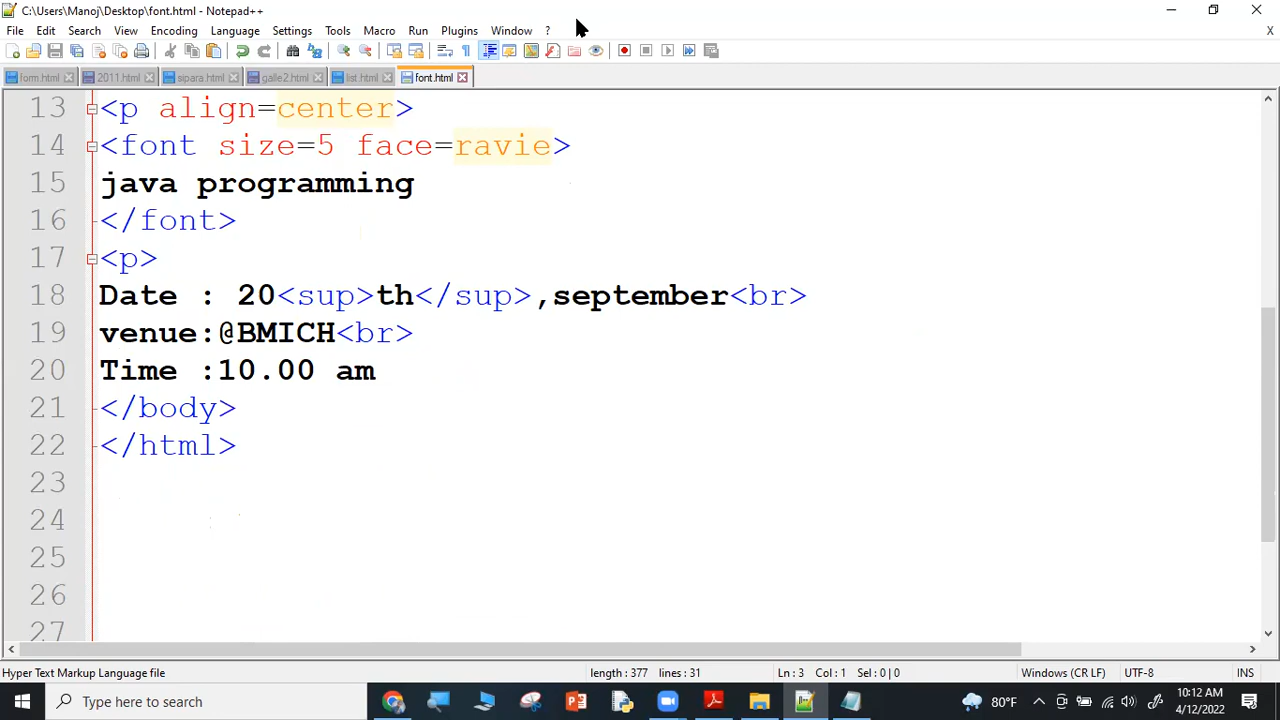 C:\Users\Manoj\Desktop\font.html - Notepad++
File Edit Search View Encoding Language Settings Tools Macro Run Plugins Window ? X
form.html 2011.html sipara.html galle2.html list.html font.html
13 <p align=center>
14 <font size=5 face=ravie>
15 java programming
16 </font>
17 <p>
18 Date : 20<sup>th</sup>,september<br>
19 venue:@BMICH<br>
20 Time :10.00 am
21 </body>
22 </html>
23
24
25
26
27
Hyper Text Markup Language file length : 377 lines : 31 Ln : 3 Col : 1 Sel : 0 | 0 Windows (CR LF) UTF-8 INS
Type here to search 80°F 10:12 AM
4/12/2022